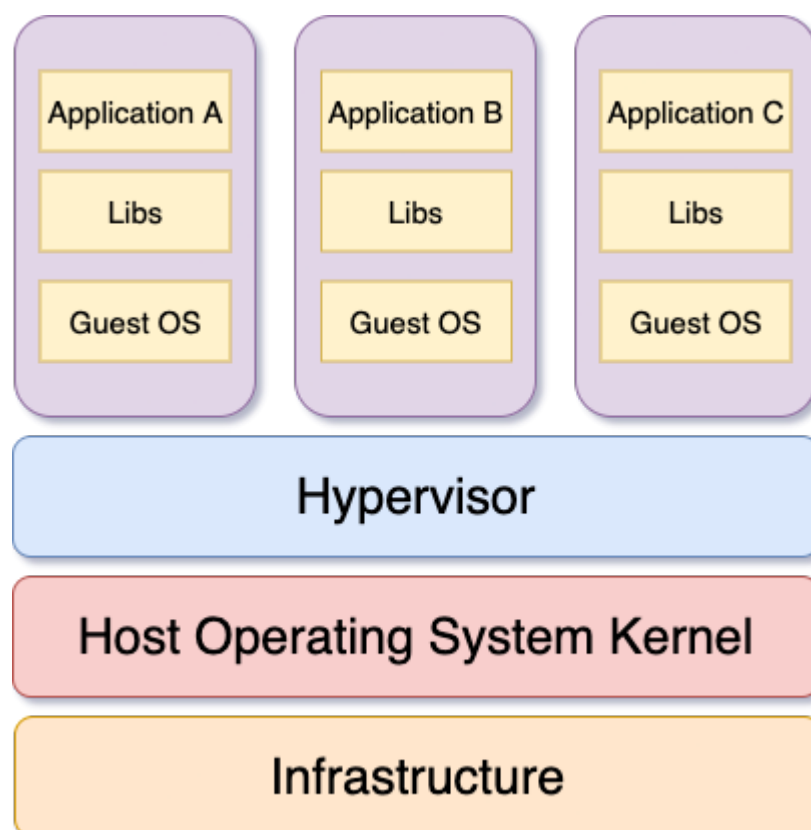 Application A
Application B
Application C
Libs
Libs
Libs
Guest OS
Guest OS
Guest OS
Hypervisor
Host Operating System Kernel
Infrastructure